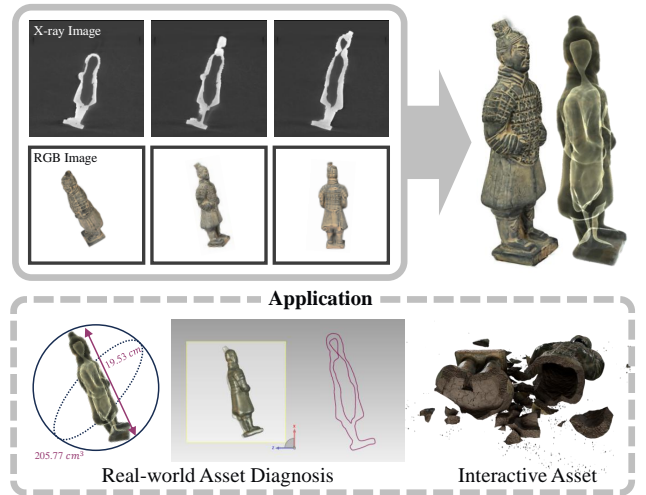 X-ray Image
RGB Image
Application
19.53 cm
205.77 cm³
Real-world Asset Diagnosis
Interactive Asset